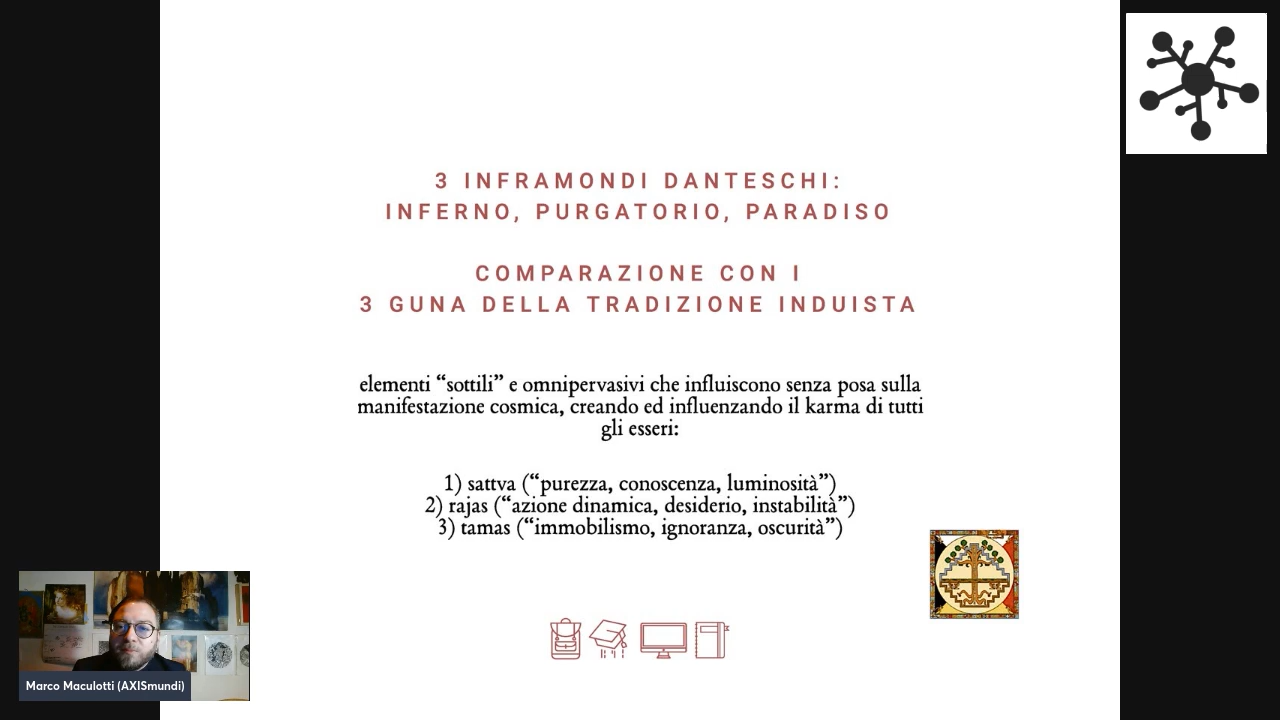 3 INFRAMONDI DANTESCHI:
INFERNO, PURGATORIO, PARADISO
COMPARAZIONE CON I
3 GUNA DELLA TRADIZIONE INDUISTA
elementi “sottili” e omnipervasivi che influiscono senza posa sulla
manifestazione cosmica, creando ed influenzando il karma di tutti
gli esseri:
1) sattva (“purezza, conoscenza, luminosità”)
2) rajas (“azione dinamica, desiderio, instabilità”)
3) tamas (“immobilismo, ignoranza, oscurità”)
Marco Maculotti (AXISmundi)